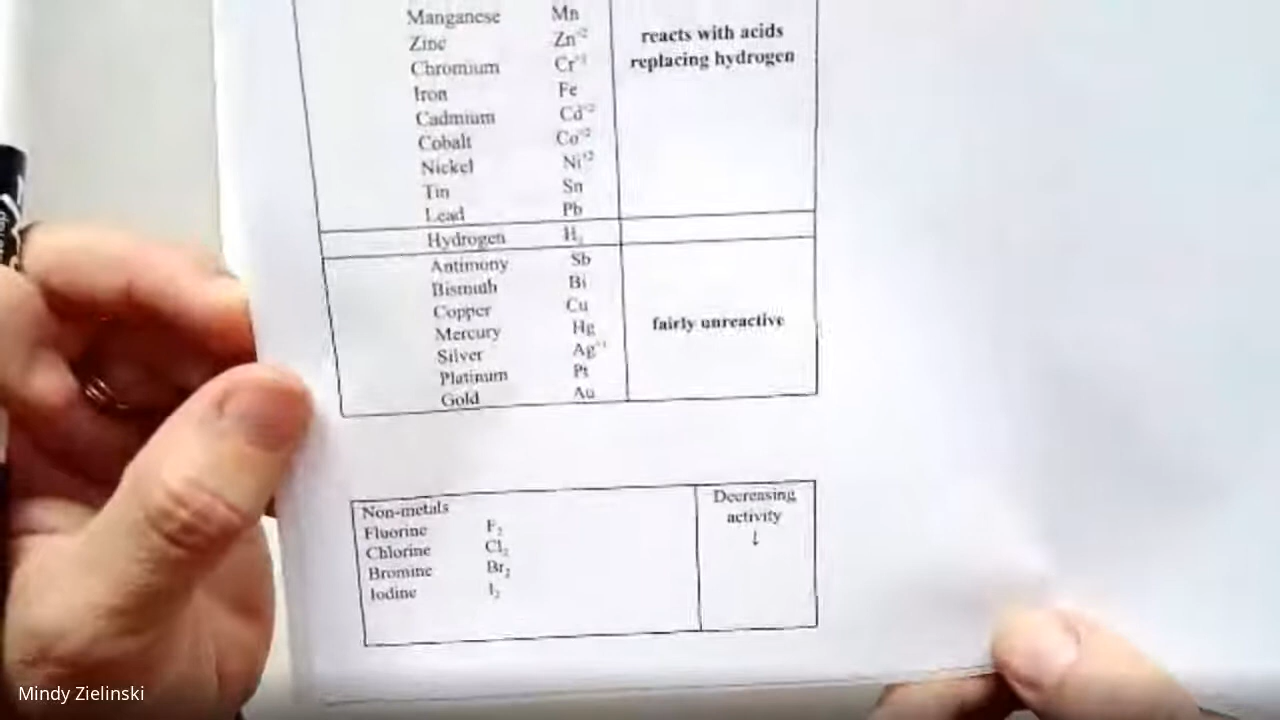 Manganese Mn
Zinc Zn⁺²
Chromium Cr⁺³
Iron Fe
Cadmium Cd⁺²
Cobalt Co⁺²
Nickel Ni⁺²
Tin Sn
Lead Pb
reacts with acids
replacing hydrogen
Hydrogen H₂
Antimony Sb
Bismuth Bi
Copper Cu
Mercury Hg
Silver Ag⁺¹
Platinum Pt
Gold Au
fairly unreactive
Non-metals
Fluorine F₂
Chlorine Cl₂
Bromine Br₂
Iodine I₂
Decreasing
activity
↓
Mindy Zielinski